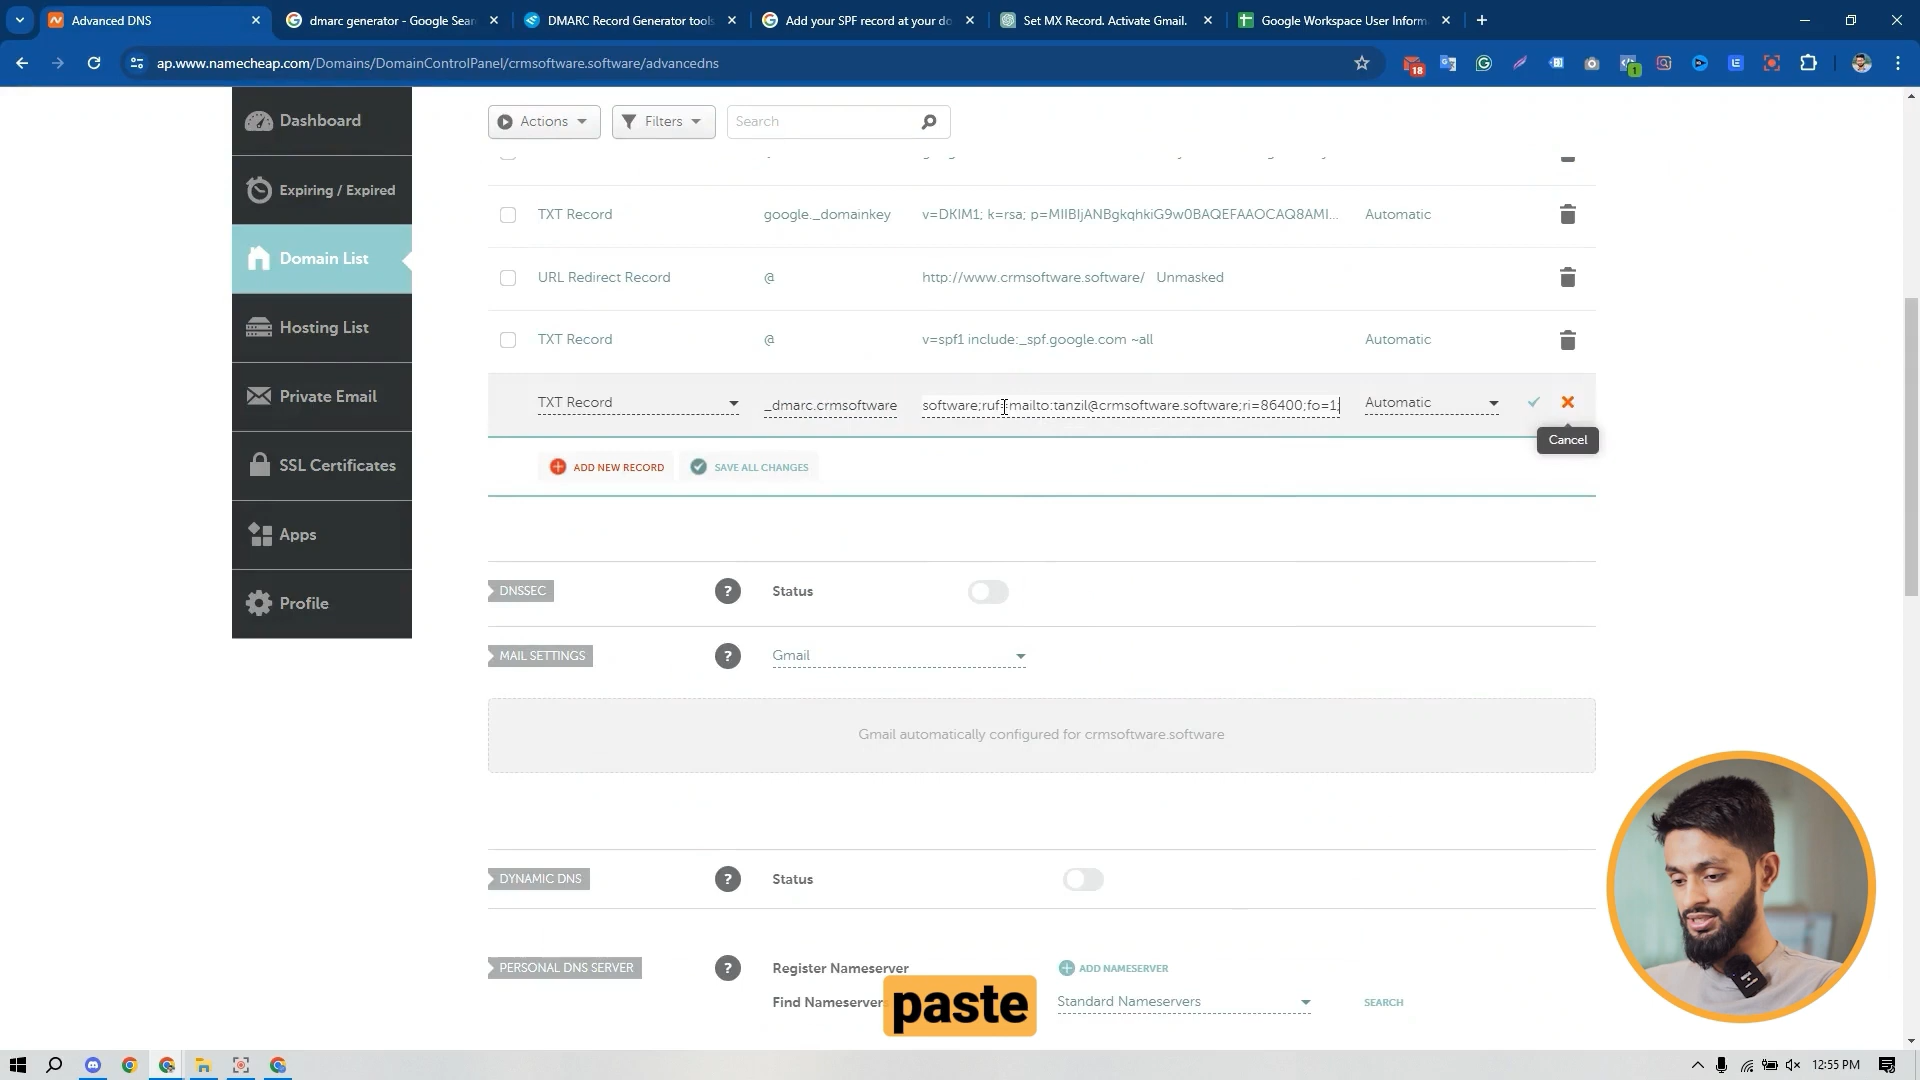 Advanced DNS
dmarc generator - Google Sear
DMARC Record Generator tools
Add your SPF record at your do
Set MX Record. Activate Gmail.
Google Workspace User Inform
ap.www.namecheap.com/Domains/DomainControlPanel/crmsoftware.software/advancedns
18
1
Dashboard
Expiring / Expired
Domain List
Hosting List
Private Email
SSL Certificates
Apps
Profile
Actions
Filters
Search
TXT Record google._domainkey v=DKIM1; k=rsa; p=MIIBIjANBgkqhkiG9w0BAQEFAAOCAQ8AMI... Automatic
URL Redirect Record @ http://www.crmsoftware.software/ Unmasked
TXT Record @ v=spf1 include:_spf.google.com ~all Automatic
TXT Record _dmarc.crmsoftware software;ruf=mailto:tanzil@crmsoftware.software;ri=86400;fo=1; Automatic
Cancel
ADD NEW RECORD SAVE ALL CHANGES
DNSSEC ? Status
MAIL SETTINGS ? Gmail
Gmail automatically configured for crmsoftware.software
DYNAMIC DNS ? Status
PERSONAL DNS SERVER ? Register Nameserver ADD NAMESERVER
Find Nameservers Standard Nameservers SEARCH
paste
12:55 PM